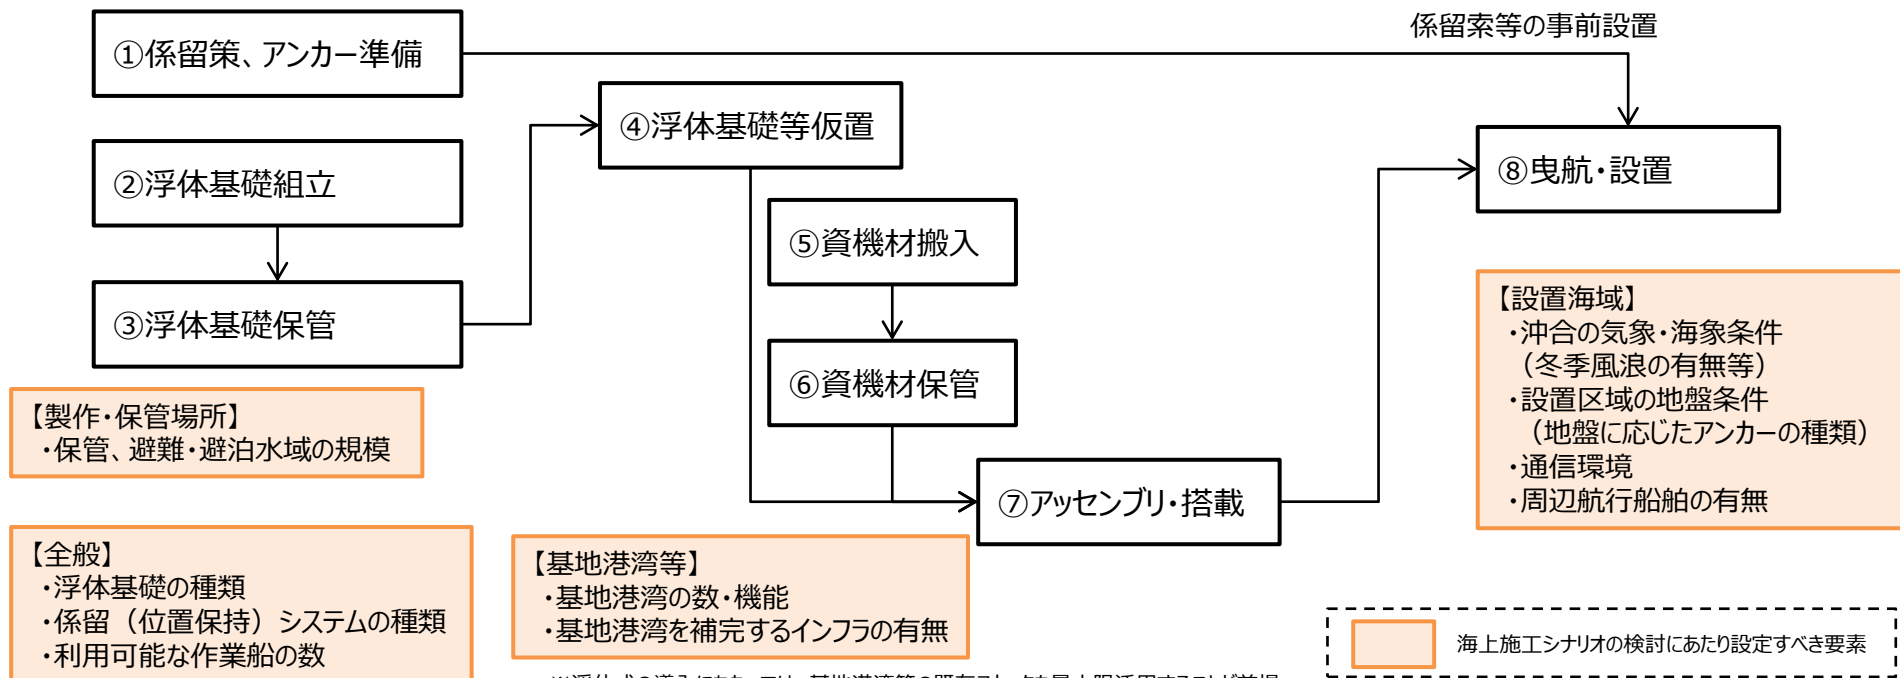 係留索等の事前設置
①係留策、アンカー準備
④浮体基礎等仮置
②浮体基礎組立
⑧曳航・設置
⑤資機材搬入
③浮体基礎保管
⑥資機材保管
⑦アッセンブリ・搭載
【設置海域】
・沖合の気象・海象条件
（冬季風浪の有無等）
・設置区域の地盤条件
（地盤に応じたアンカーの種類）
・通信環境
・周辺航行船舶の有無
【製作・保管場所】
・保管、避難・避泊水域の規模
【全般】
・浮体基礎の種類
・係留（位置保持）システムの種類
・利用可能な作業船の数
【基地港湾等】
・基地港湾の数・機能
・基地港湾を補完するインフラの有無
海上施工シナリオの検討にあたり設定すべき要素